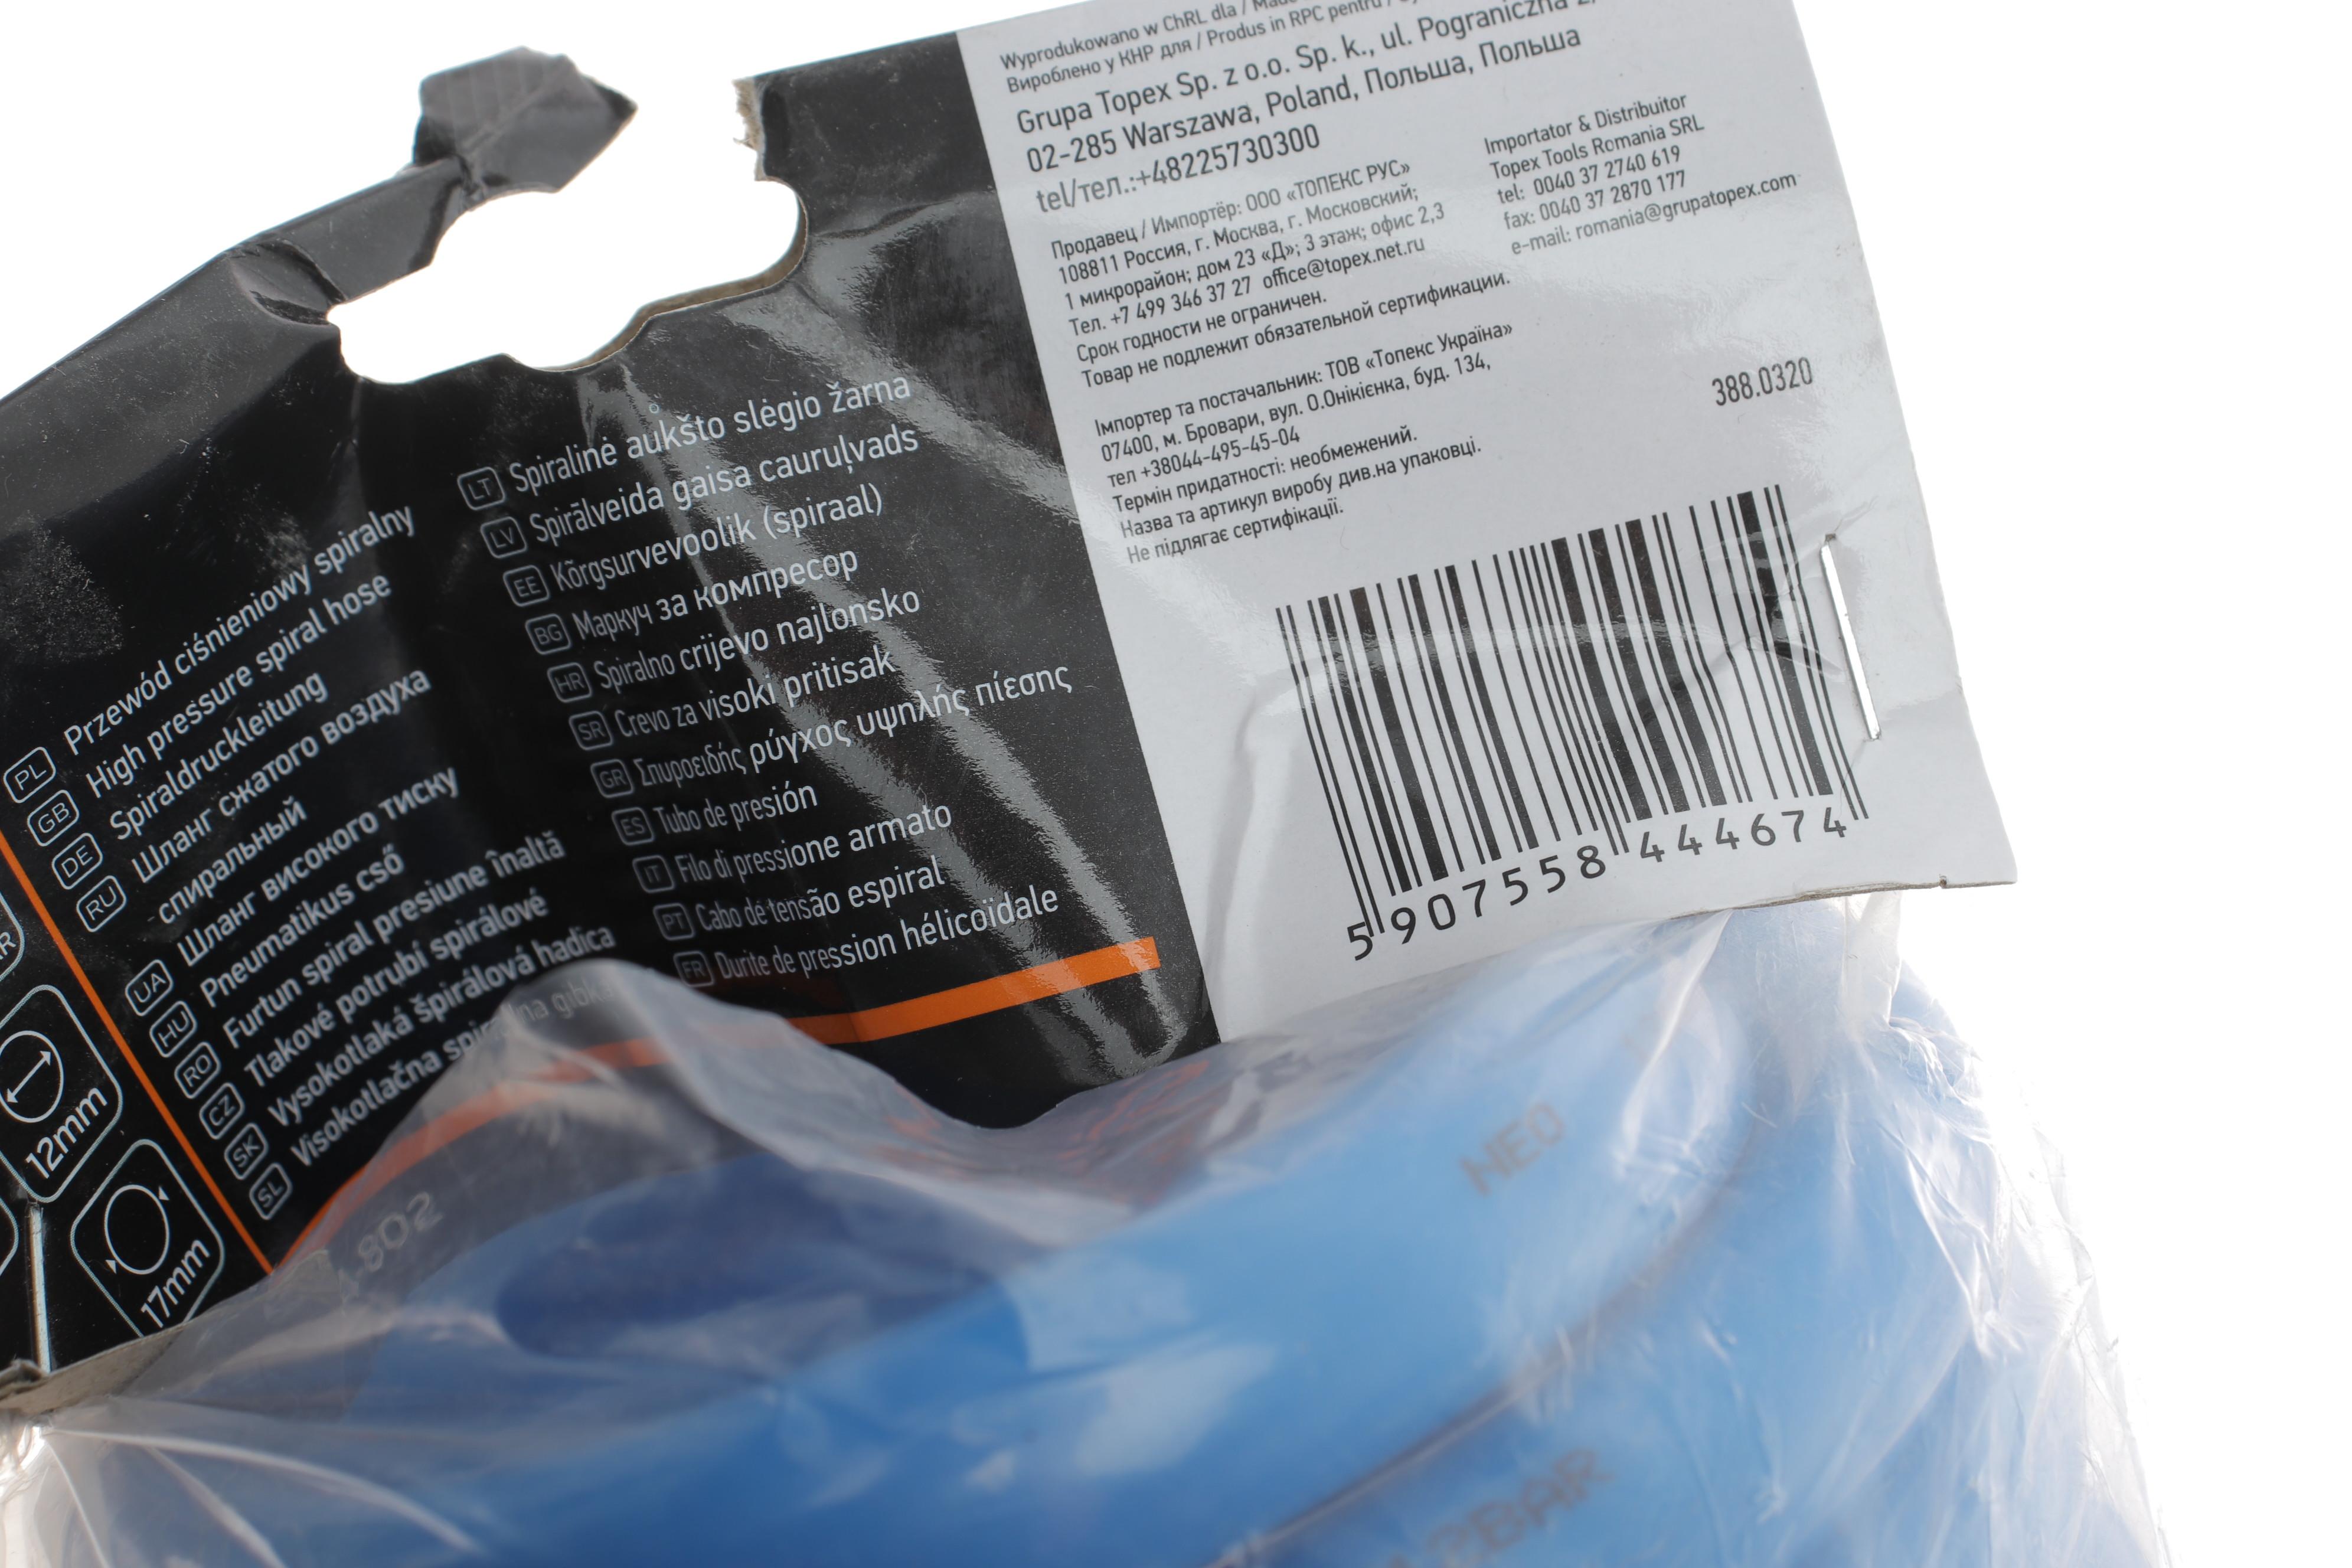 Wyprodukowano w ChRL dla /
Вироблено у КНР для / Produs in RPC pentru /
Grupa Topex Sp. z o.o. Sp. k., ul. Pograniczna
02-285 Warszawa, Poland, Польша, Польша
tel/тел.:+48225730300
Продавец / Импортёр: ООО «ТОПЕКС РУС»
108811 Россия, г. Москва, г. Московский;
1 микрорайон; дом 23 «Д»; 3 этаж; офис 2,3
Тел. +7 499 346 37 27 office@topex.net.ru
Срок годности не ограничен.
Товар не подлежит обязательной сертификации.
Importator & Distribuitor
Topex Tools Romania SRL
tel: 0040 37 2740 619
fax: 0040 37 2870 177
e-mail: romania@grupatopex.com
Імпортер та постачальник: ТОВ «Топекс Україна»
07400, м. Бровари, вул. О.Онікієнка, буд. 134,
тел +38044-495-45-04
Термін придатності: необмежений.
Назва та артикул виробу див.на упаковці.
Не підлягає сертифікації.
388.0320
5 907558 444674
PL Przewód ciśnieniowy spiralny
GB High pressure spiral hose
DE Spiraldruckleitung
RU Шланг сжатого воздуха
спиральный
UA Шланг високого тиску
HU Pneumatikus cső
RO Furtun spiral presiune înaltă
CZ Tlakové potrubí spirálové
SK Vysokotlaká špirálová hadica
SL Visokotlačna spiralna gibka
LT Spiralinė aukšto slėgio žarna
LV Spirālveida gaisa cauruļvads
EE Kõrgsurvevoolik (spiraal)
BG Маркуч за компресор
HR Spiralno crijevo najlonsko
SR Crevo za visoki pritisak
GR Σπυροειδής ρύγχος υψηλής πίεσης
ES Tubo de presión
IT Filo di pressione armato
PT Cabo de tensão espiral
FR Durite de pression hélicoïdale
12mm
17mm
NEO